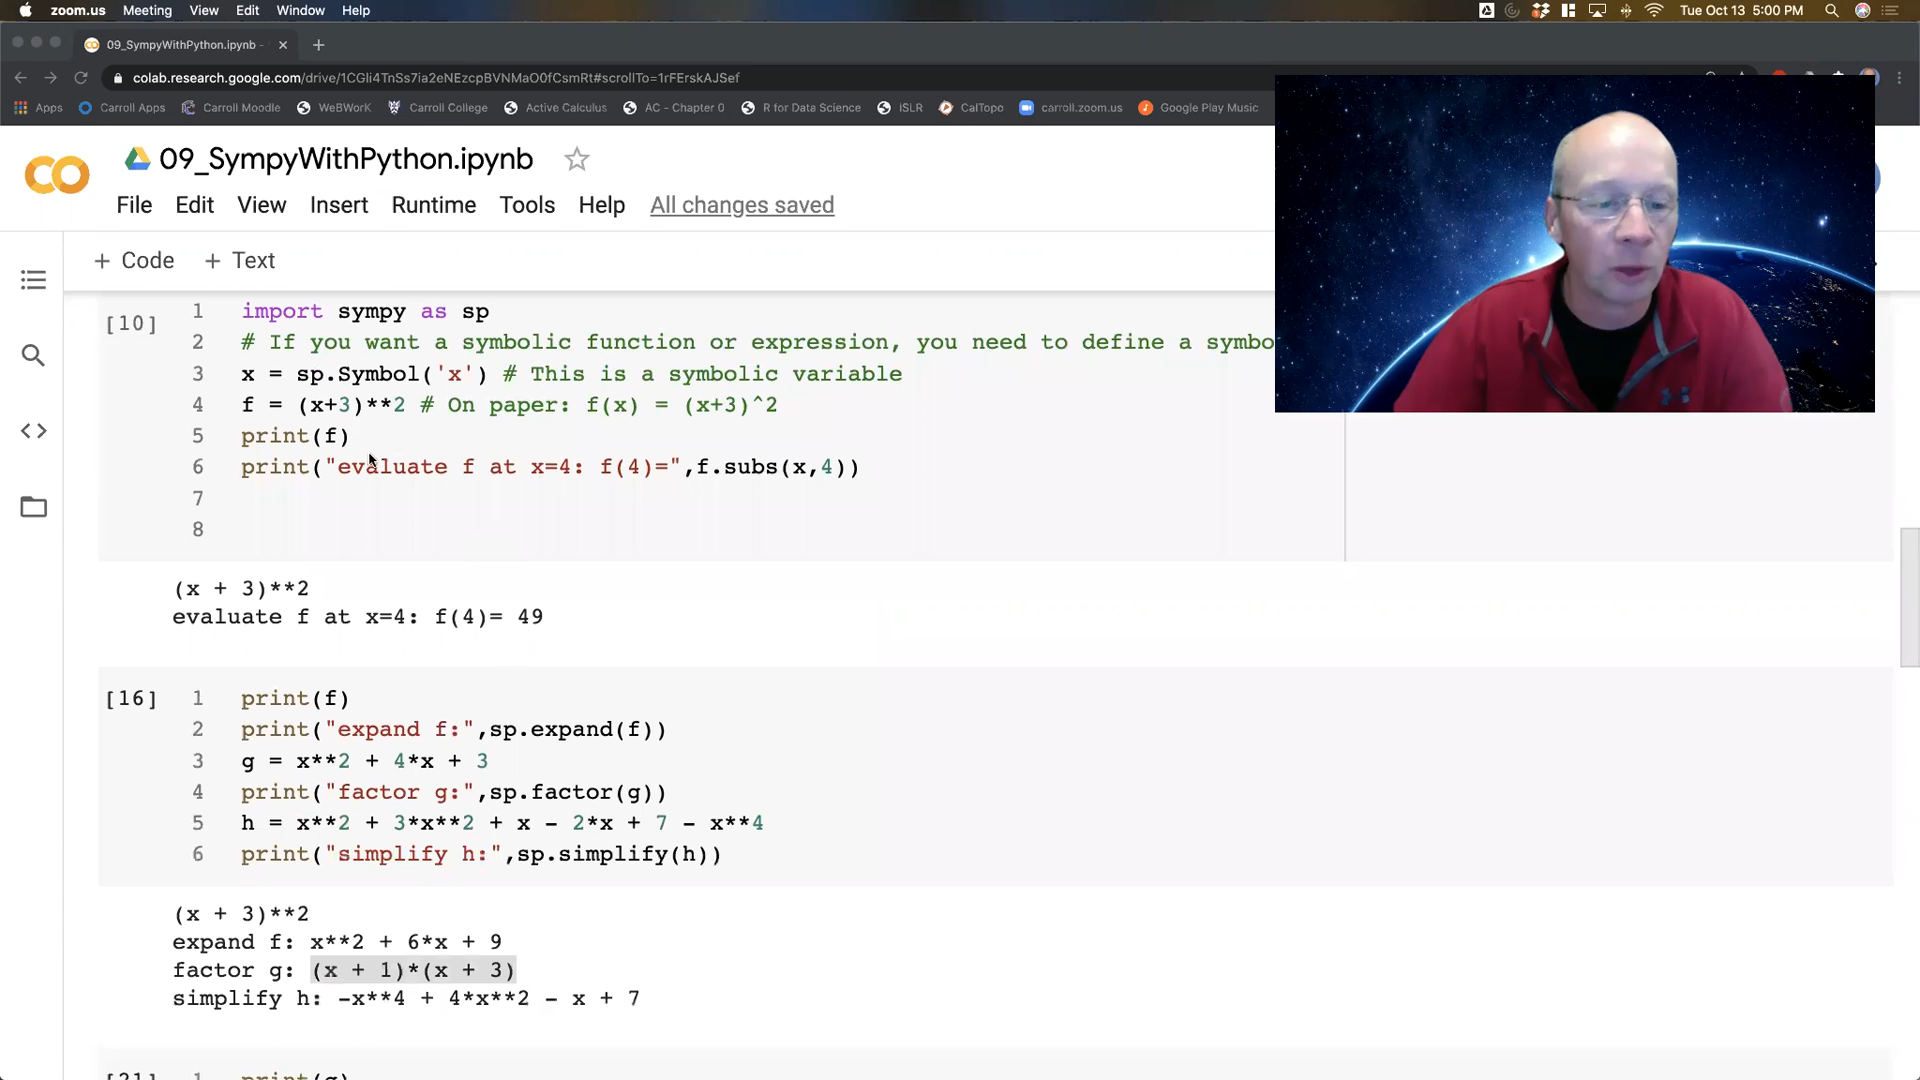 zoom.us Meeting View Edit Window Help
Tue Oct 13 5:00 PM
09_SympyWithPython.ipynb -
colab.research.google.com/drive/1CGli4TnSs7ia2eNEzcpBVNMaO0fCsmRt#scrollTo=1rFErskAJSef
Apps Carroll Apps Carroll Moodle WeBWorK Carroll College Active Calculus AC - Chapter 0 R for Data Science ISLR CalTopo carroll.zoom.us Google Play Music
09_SympyWithPython.ipynb
File Edit View Insert Runtime Tools Help All changes saved
+ Code + Text
[10] 1 import sympy as sp
2 # If you want a symbolic function or expression, you need to define a symbo
3 x = sp.Symbol('x') # This is a symbolic variable
4 f = (x+3)**2 # On paper: f(x) = (x+3)^2
5 print(f)
6 print("evaluate f at x=4: f(4)=",f.subs(x,4))
7
8
(x + 3)**2
evaluate f at x=4: f(4)= 49
[16] 1 print(f)
2 print("expand f:",sp.expand(f))
3 g = x**2 + 4*x + 3
4 print("factor g:",sp.factor(g))
5 h = x**2 + 3*x**2 + x - 2*x + 7 - x**4
6 print("simplify h:",sp.simplify(h))
(x + 3)**2
expand f: x**2 + 6*x + 9
factor g: (x + 1)*(x + 3)
simplify h: -x**4 + 4*x**2 - x + 7
[21] 1 print(g)